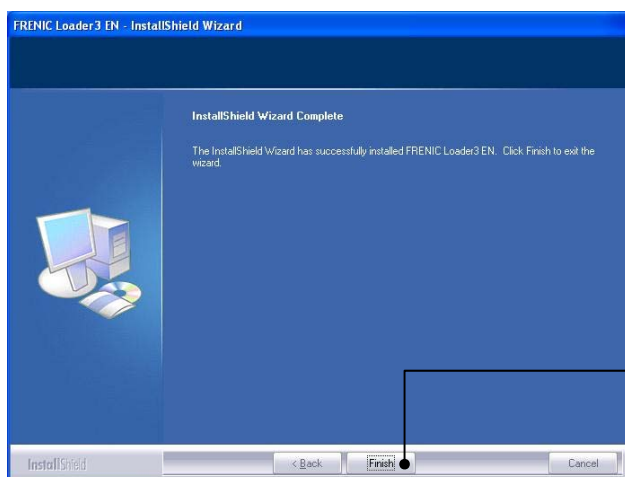 FRENIC Loader3 EN - InstallShield Wizard
InstallShield Wizard Complete
The InstallShield Wizard has successfully installed FRENIC Loader3 EN. Click Finish to exit the
wizard.
InstallShield
< Back Finish Cancel